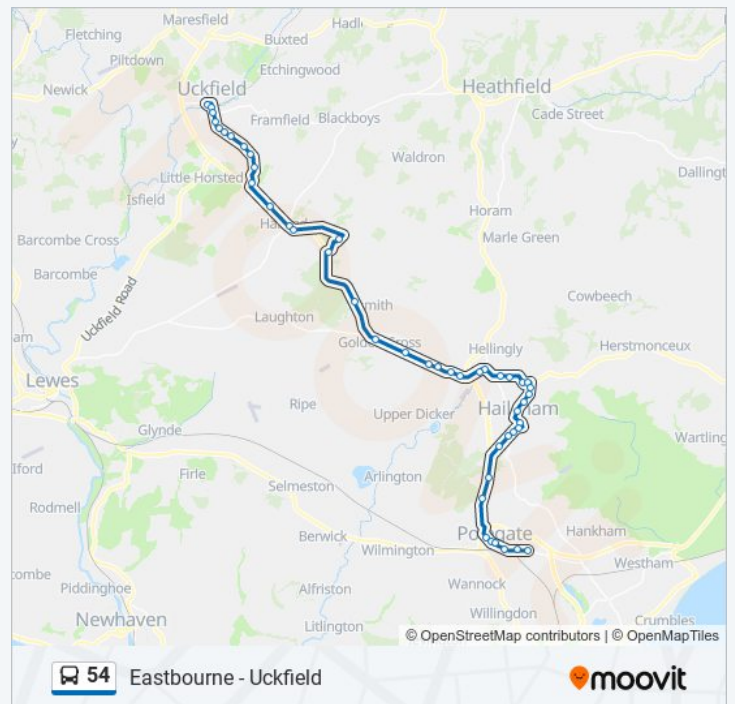 Fletching
Maresfield
Hadl
Piltdown
Buxted
Etchingwood
Newick
Uckfield
Heathfield
Cade Street
Framfield
Blackboys
Waldron
Dallingt
Little Horsted
Isfield
Horam
Barcombe Cross
Marle Green
Barcombe
Uckfield Road
Cowbeech
Laughton
Hellingly
Herstmonceux
Lewes
Ripe
Upper Dicker
Glynde
Wartling
Iford
Firle
Selmeston
Arlington
Rodmell
Berwick
Wilmington
Hankham
Westham
ombe
Piddinghoe
Alfriston
Wannock
Newhaven
Litlington
Willingdon
Crumbles
© OpenStreetMap contributors | © OpenMapTiles
54 Eastbourne - Uckfield
moovit